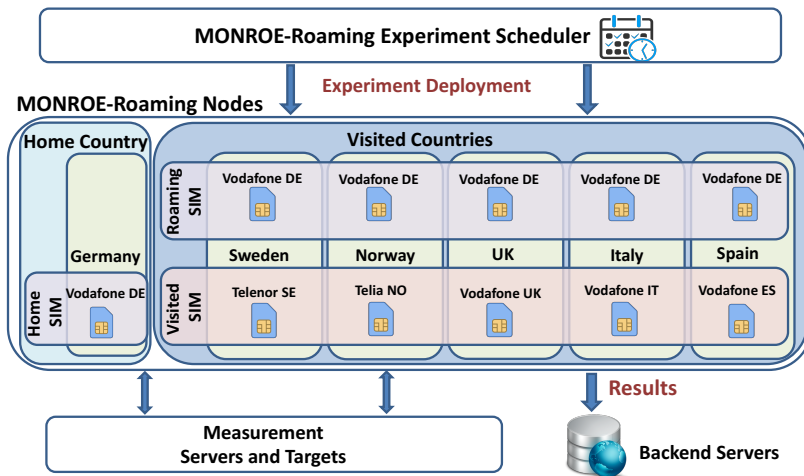 MONROE-Roaming Experiment Scheduler
Experiment Deployment
MONROE-Roaming Nodes
Home Country
Visited Countries
Roaming
SIM
Vodafone DE
Vodafone DE
Vodafone DE
Vodafone DE
Vodafone DE
Germany
Sweden
Norway
UK
Italy
Spain
Home
SIM
Vodafone DE
Visited
SIM
Telenor SE
Telia NO
Vodafone UK
Vodafone IT
Vodafone ES
Results
Measurement
Servers and Targets
Backend Servers